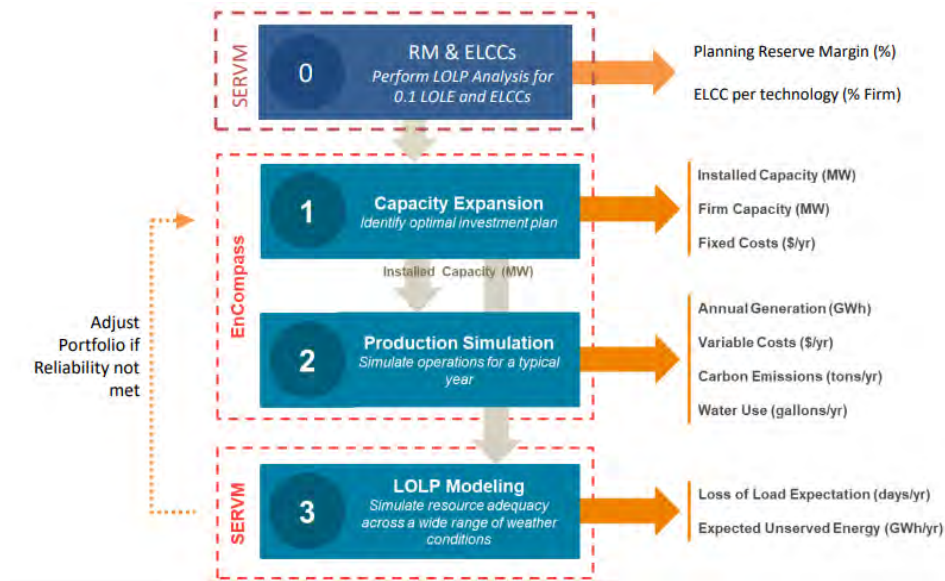 SERVM
0
RM & ELCCs
Perform LOLP Analysis for
0.1 LOLE and ELCCs
Planning Reserve Margin (%)
ELCC per technology (% Firm)
EnCompass
1
Capacity Expansion
Identify optimal investment plan
Installed Capacity (MW)
Firm Capacity (MW)
Fixed Costs ($/yr)
Installed Capacity (MW)
Adjust
Portfolio if
Reliability not
met
2
Production Simulation
Simulate operations for a typical
year
Annual Generation (GWh)
Variable Costs ($/yr)
Carbon Emissions (tons/yr)
Water Use (gallons/yr)
SERVM
3
LOLP Modeling
Simulate resource adequacy
across a wide range of weather
conditions
Loss of Load Expectation (days/yr)
Expected Unserved Energy (GWh/yr)